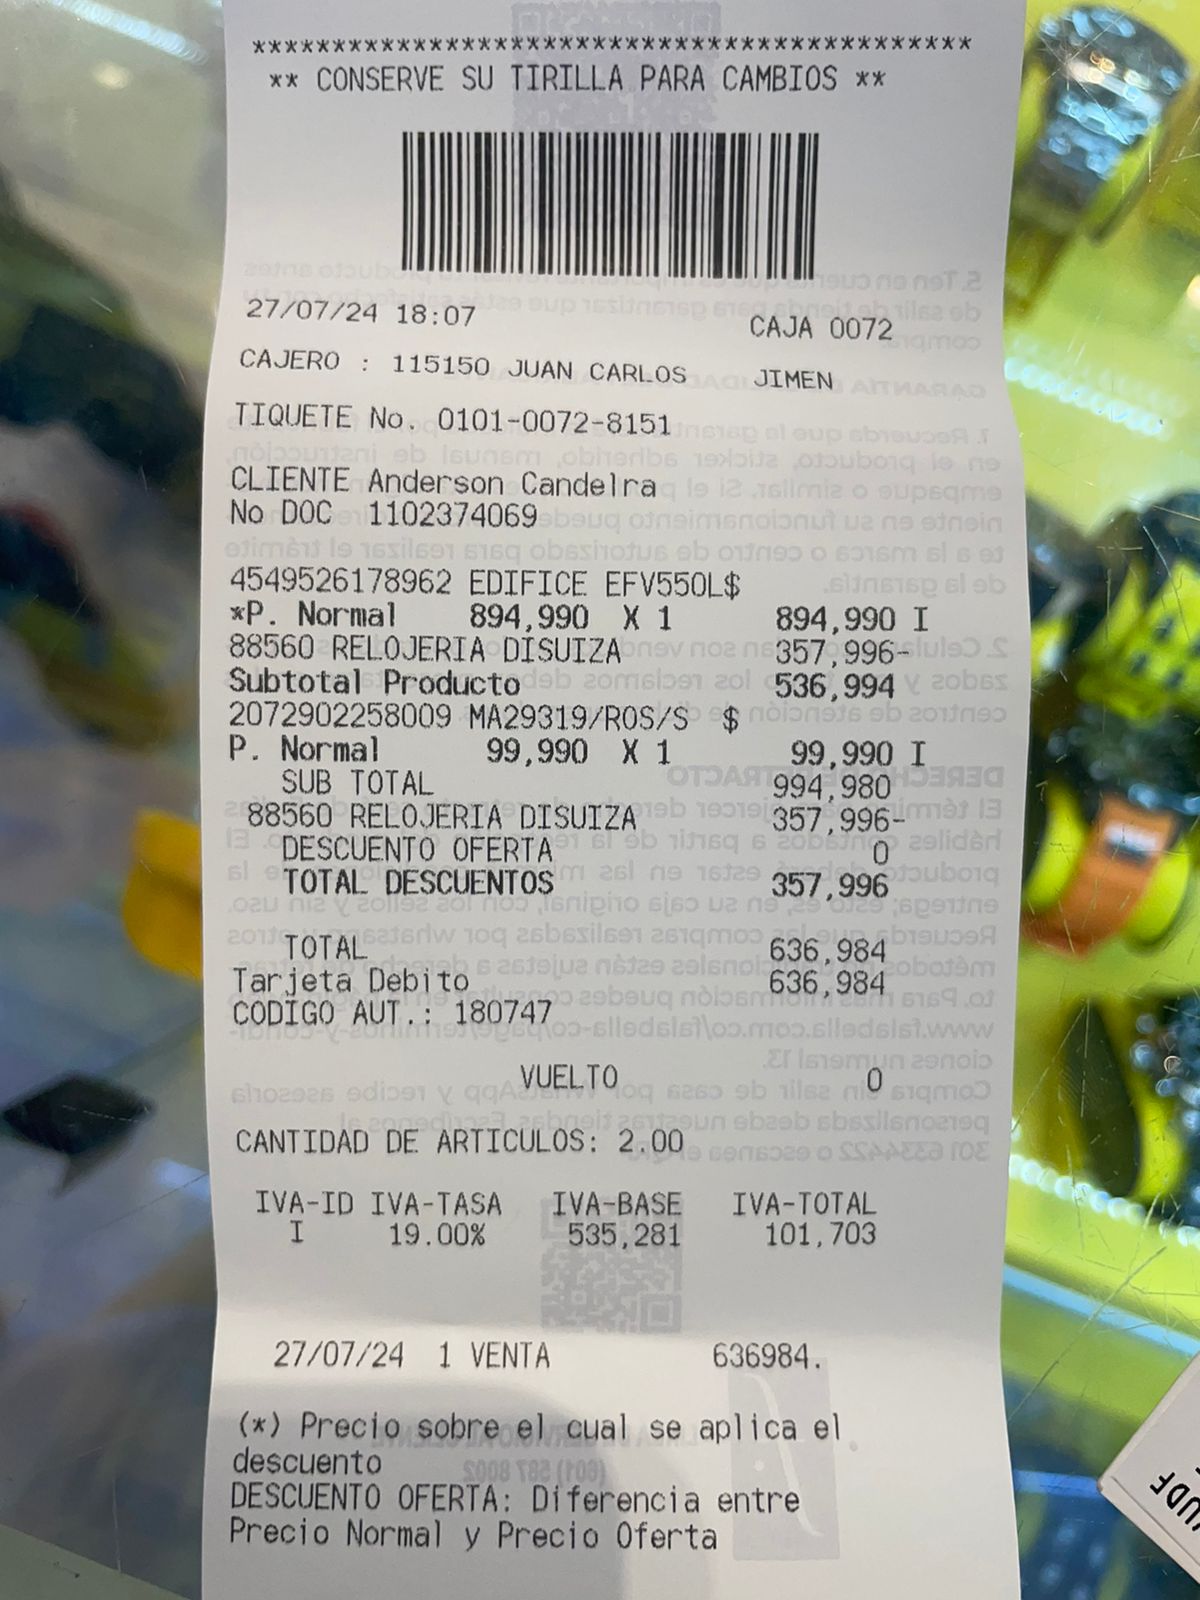 *********************************************
** CONSERVE SU TIRILLA PARA CAMBIOS **
27/07/24 18:07 CAJA 0072
CAJERO : 115150 JUAN CARLOS JIMEN
TIQUETE No. 0101-0072-8151
CLIENTE Anderson Candelra
No DOC 1102374069
4549526178962 EDIFICE EFV550L$
*P. Normal 894,990 X 1 894,990 I
88560 RELOJERIA DISUIZA 357,996-
Subtotal Producto 536,994
2072902258009 MA29319/ROS/S $
P. Normal 99,990 X 1 99,990 I
SUB TOTAL 994,980
88560 RELOJERIA DISUIZA 357,996-
DESCUENTO OFERTA 0
TOTAL DESCUENTOS 357,996
TOTAL 636,984
Tarjeta Debito 636,984
CODIGO AUT.: 180747
VUELTO 0
CANTIDAD DE ARTICULOS: 2.00
IVA-ID IVA-TASA IVA-BASE IVA-TOTAL
I 19.00% 535,281 101,703
27/07/24 1 VENTA 636984.
(*) Precio sobre el cual se aplica el
descuento
DESCUENTO OFERTA: Diferencia entre
Precio Normal y Precio Oferta